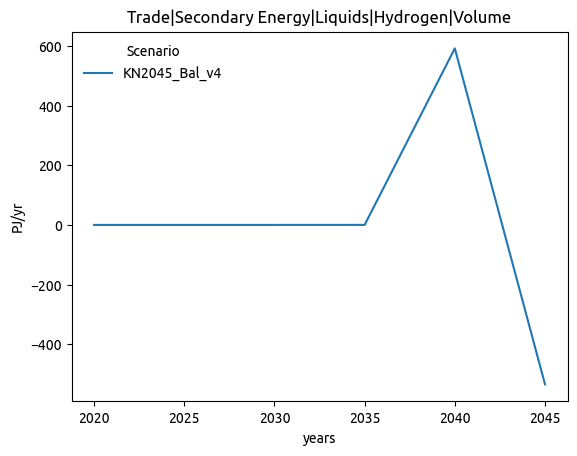 Trade|Secondary Energy|Liquids|Hydrogen|Volume
Scenario
KN2045_Bal_v4
PJ/yr
600
400
200
0
−200
−400
2020 2025 2030 2035 2040 2045
years